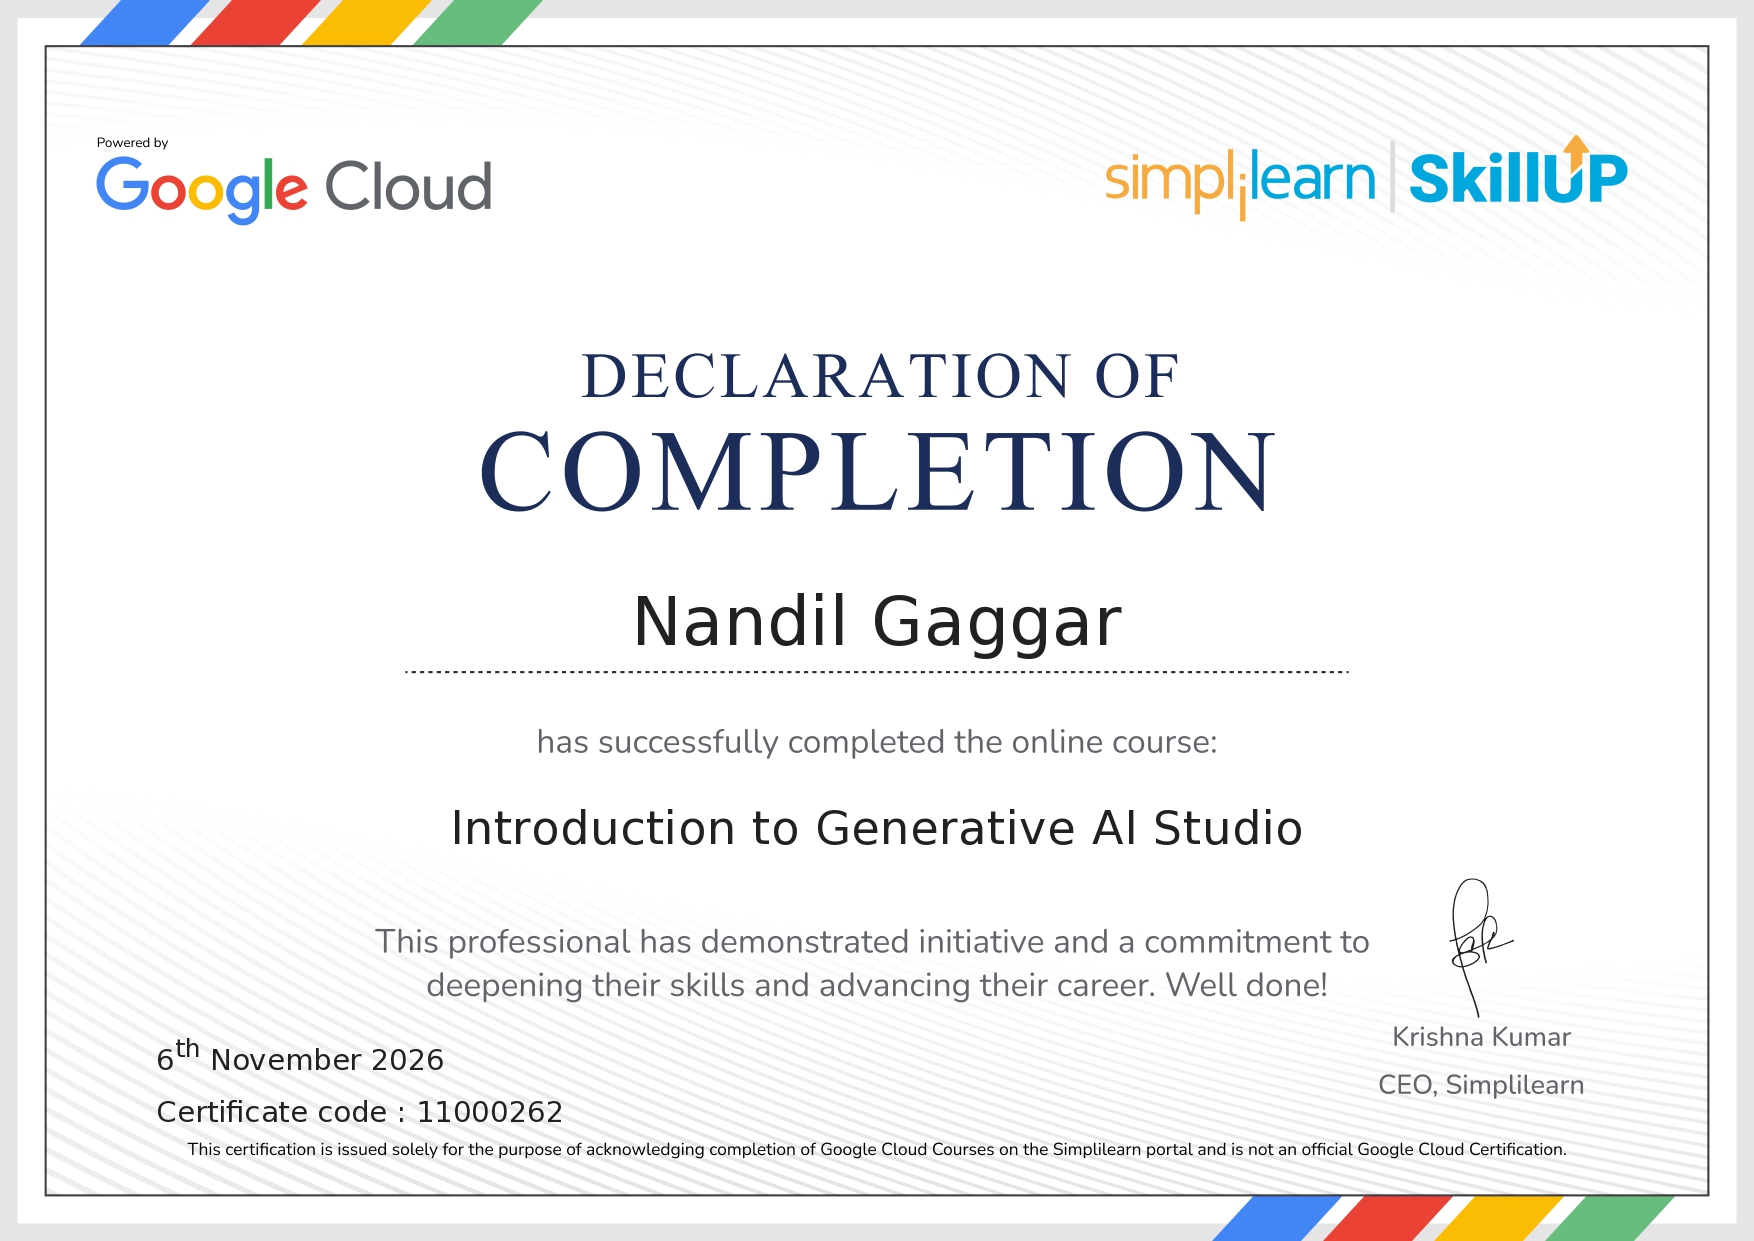 Powered by
Google Cloud
simplilearn | SkillUP
DECLARATION OF
COMPLETION
Nandil Gaggar
has successfully completed the online course:
Introduction to Generative AI Studio
This professional has demonstrated initiative and a commitment to
deepening their skills and advancing their career. Well done!
Krishna Kumar
CEO, Simplilearn
6th November 2026
Certificate code : 11000262
This certification is issued solely for the purpose of acknowledging completion of Google Cloud Courses on the Simplilearn portal and is not an official Google Cloud Certification.